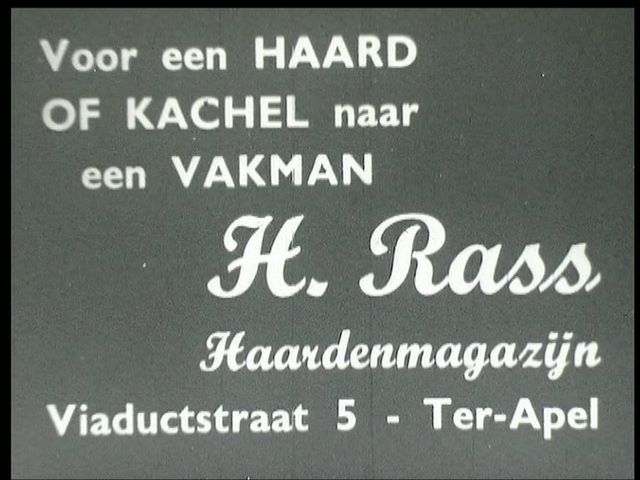 Voor een HAARD
OF KACHEL naar
een VAKMAN
H. Rass
Haardenmagazijn
Viaductstraat 5 - Ter-Apel